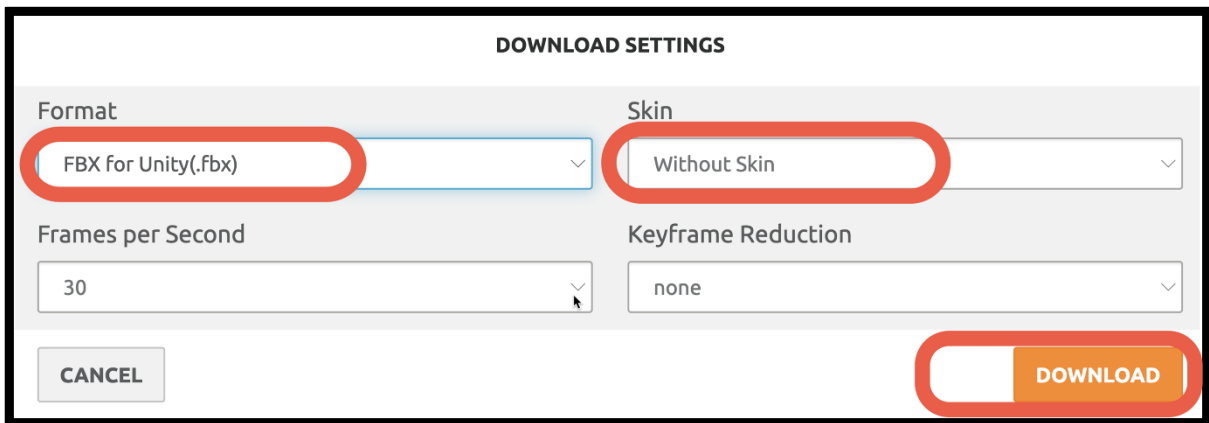 DOWNLOAD SETTINGS
Format
Skin
FBX for Unity(.fbx)
Without Skin
Frames per Second
Keyframe Reduction
30
none
CANCEL
DOWNLOAD